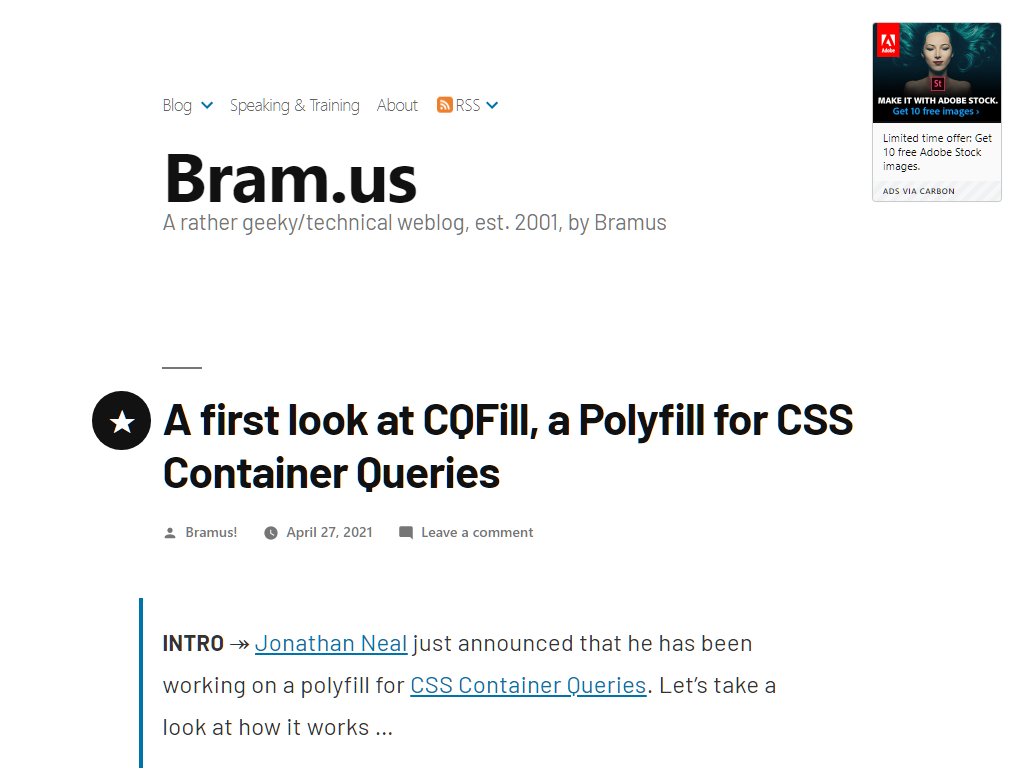 Blog
Speaking & Training
About
RSS
Bram.us
A rather geeky/technical weblog, est. 2001, by Bramus
Adobe
St
MAKE IT WITH ADOBE STOCK.
Get 10 free images ›
Limited time offer: Get
10 free Adobe Stock
images.
ADS VIA CARBON
A first look at CQFill, a Polyfill for CSS
Container Queries
Bramus!
April 27, 2021
Leave a comment
INTRO ↠ Jonathan Neal just announced that he has been
working on a polyfill for CSS Container Queries. Let’s take a
look at how it works …